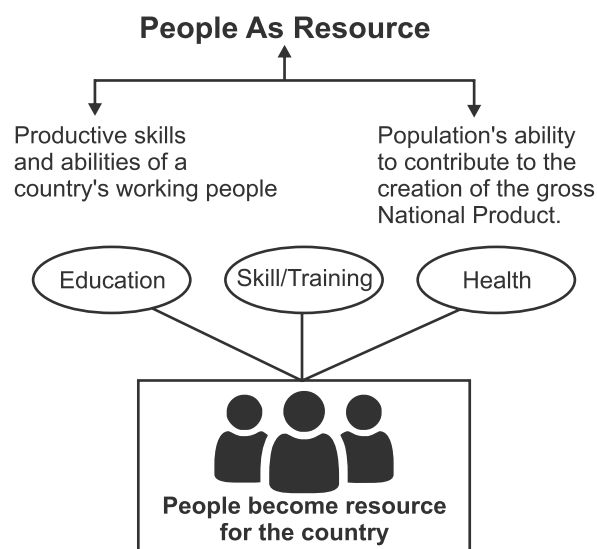 People As Resource
Productive skills
and abilities of a
country's working people
Population's ability
to contribute to the
creation of the gross
National Product.
Education
Skill/Training
Health
People become resource
for the country